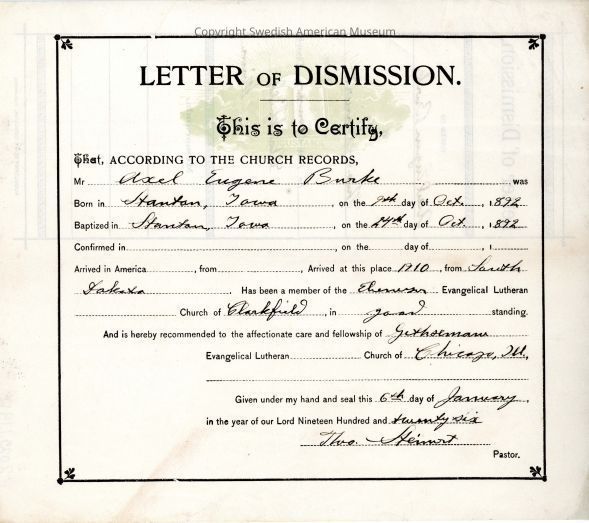 Copyright Swedish American Museum
LETTER OF DISMISSION.
This is to Certify,
That, ACCORDING TO THE CHURCH RECORDS,
Mr Axel Eugene Burke was
Born in Stanton, Iowa, on the 9th day of Oct., 1892
Baptized in Stanton, Iowa, on the 24th day of Oct., 1892
Confirmed in, on the day of, 1
Arrived in America, from, Arrived at this place 1910, from South
Dakota Has been a member of the Ebenezer Evangelical Lutheran
Church of Clarkfield, in good standing.
And is hereby recommended to the affectionate care and fellowship of Gethsemane
Evangelical Lutheran Church of Chicago, Ill,
Given under my hand and seal this 6th day of January,
in the year of our Lord Nineteen Hundred and twenty six
Theo.
Pastor.